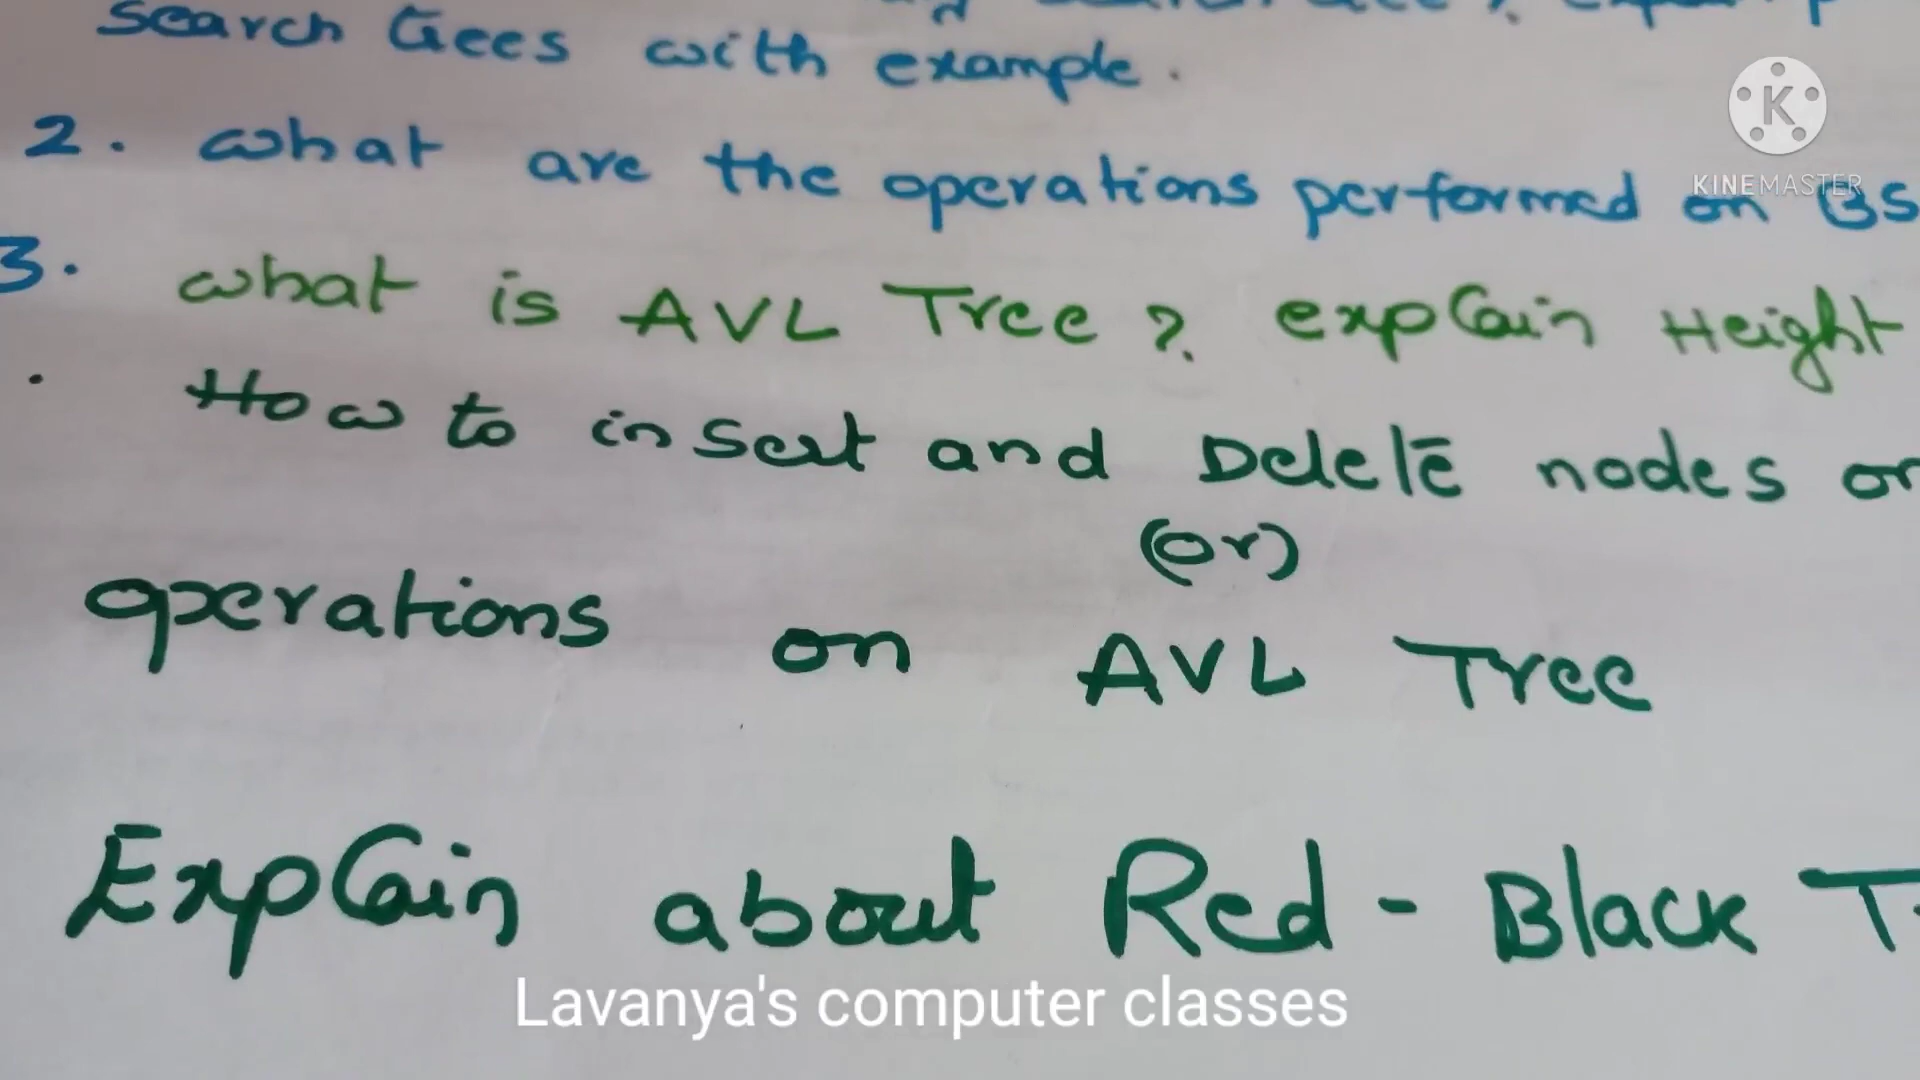 search trees with example.
2. what are the operations performed on BS
3. what is AVL Tree? explain Height
. How to insert and Delete nodes or
(or)
operations on AVL Tree
Explain about Red-Black T
Lavanya's computer classes
K
KINEMASTER